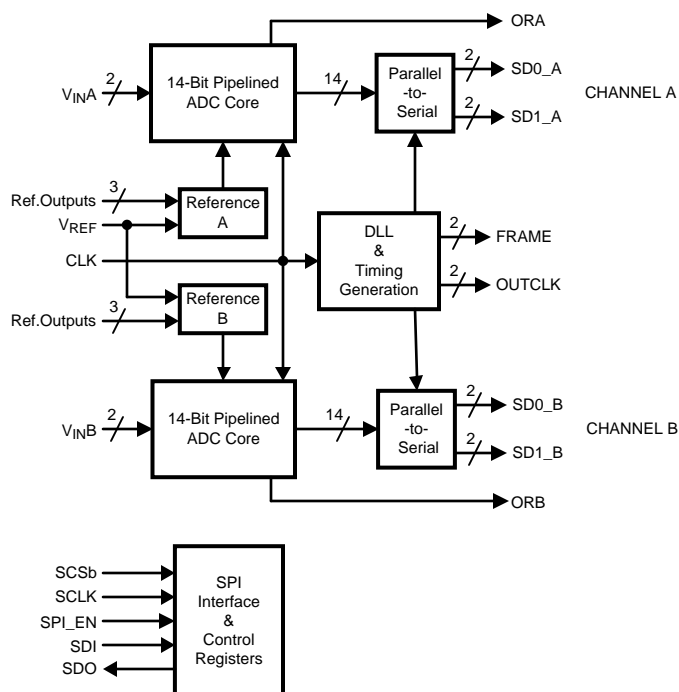 ORA
2
V_INA
14-Bit Pipelined
ADC Core
14
Parallel
-to-
Serial
2
SD0_A
2
SD1_A
CHANNEL A
3
Ref.Outputs
V_REF
CLK
Reference
A
DLL
&
Timing
Generation
2
FRAME
2
OUTCLK
Reference
B
3
Ref.Outputs
2
V_INB
14-Bit Pipelined
ADC Core
14
Parallel
-to-
Serial
2
SD0_B
2
SD1_B
CHANNEL B
ORB
SCSb
SCLK
SPI_EN
SDI
SDO
SPI
Interface
&
Control
Registers